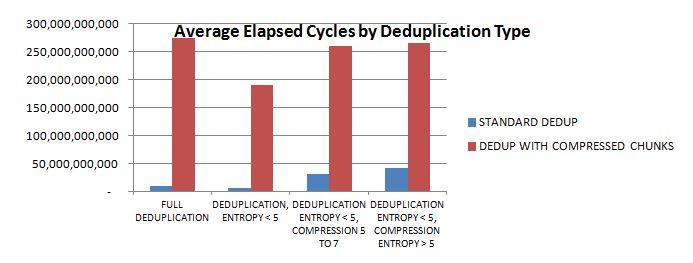 Average Elapsed Cycles by Deduplication Type
300,000,000,000
250,000,000,000
200,000,000,000
150,000,000,000
100,000,000,000
50,000,000,000
-
FULL
DEDUPLICATION
DEDUPLICATION,
ENTROPY < 5
DEDUPLICATION
ENTROPY < 5,
COMPRESSION 5
TO 7
DEDUPLICATION
ENTROPY < 5,
COMPRESSION
ENTROPY > 5
STANDARD DEDUP
DEDUP WITH COMPRESSED CHUNKS